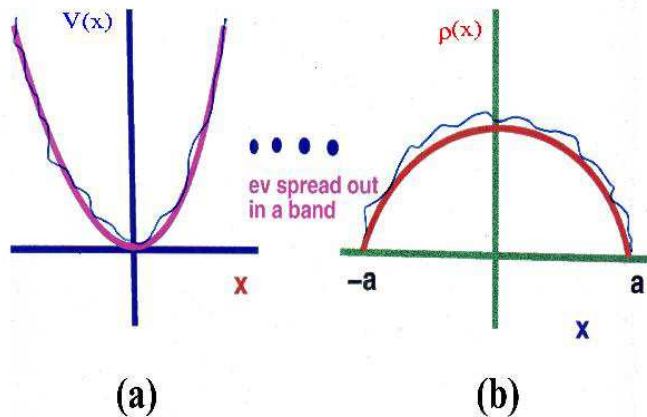 V(x)
x
ev spread out
in a band
ρ(x)
-a
a
x
(a)
(b)